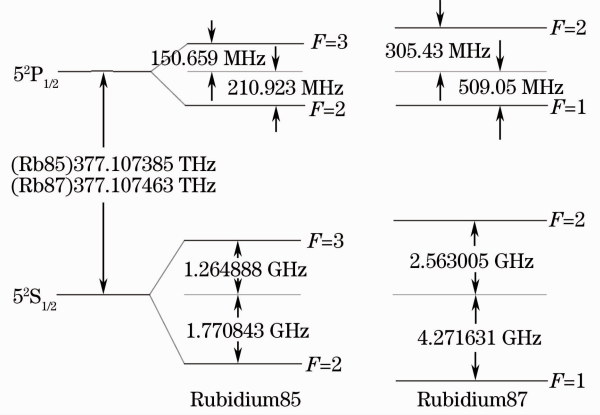 F=3
F=2
150.659 MHz
305.43 MHz
5²P1/2
210.923 MHz
509.05 MHz
F=2
F=1
(Rb85)377.107385 THz
(Rb87)377.107463 THz
F=2
F=3
1.264888 GHz
2.563005 GHz
5²S1/2
1.770843 GHz
4.271631 GHz
F=2
F=1
Rubidium85
Rubidium87